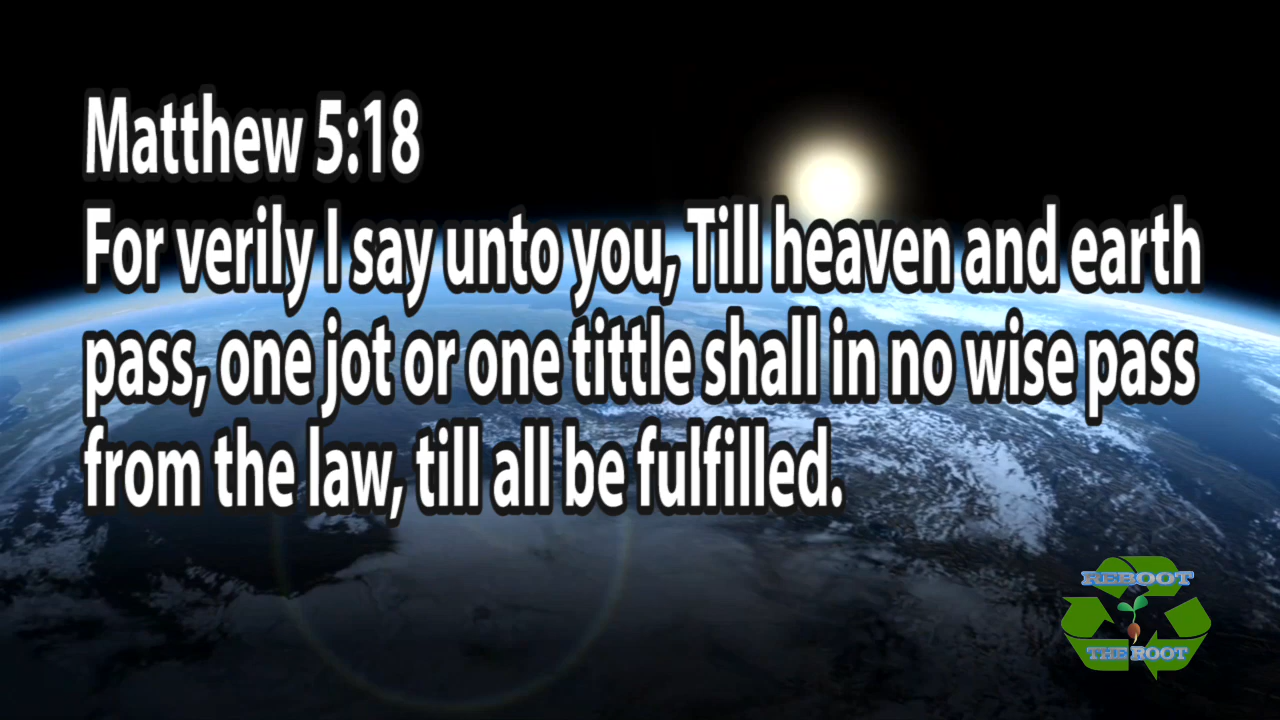 Matthew 5:18
For verily I say unto you, Till heaven and earth
pass, one jot or one tittle shall in no wise pass
from the law, till all be fulfilled.
REBOOT
THE ROOT